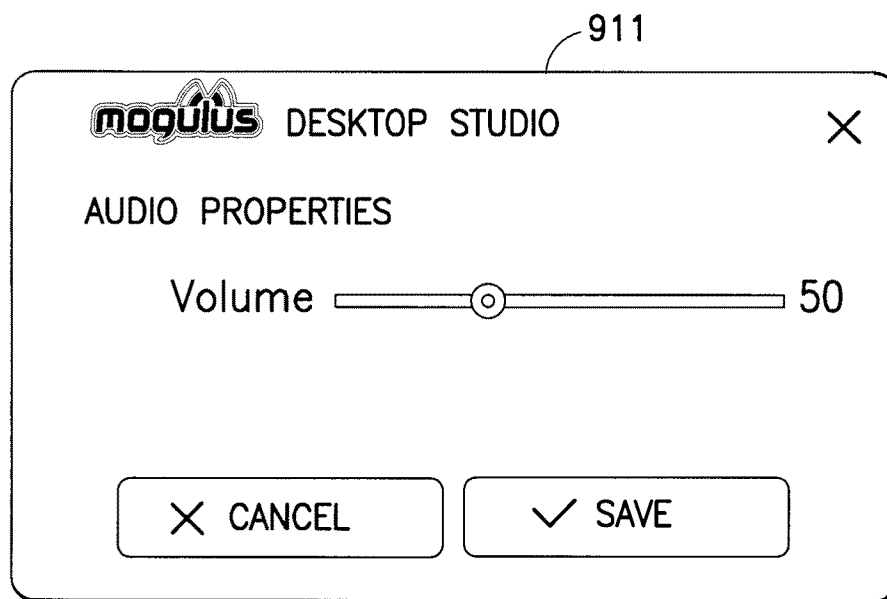 911
mogulus DESKTOP STUDIO
AUDIO PROPERTIES
Volume 50
CANCEL SAVE